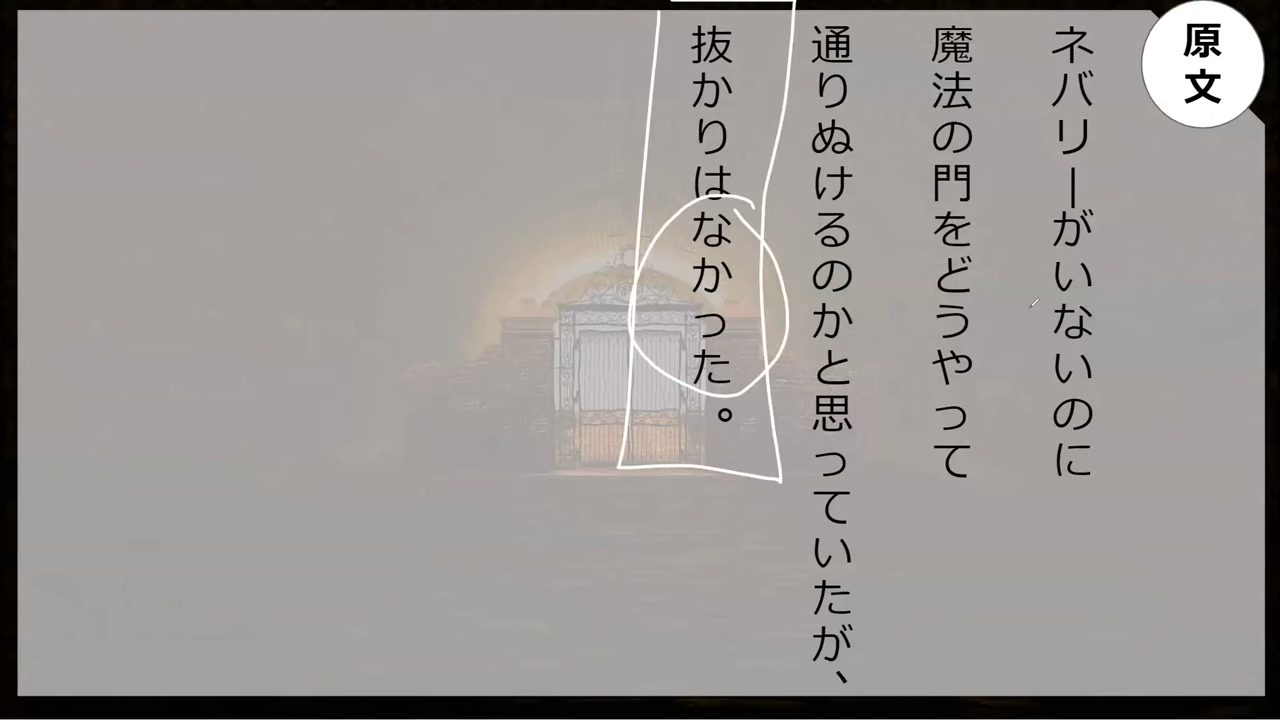 原文
ネバリーがいないのに
魔法の門をどうやって
通りぬけるのかと思っていたが、
抜かりはなかった。